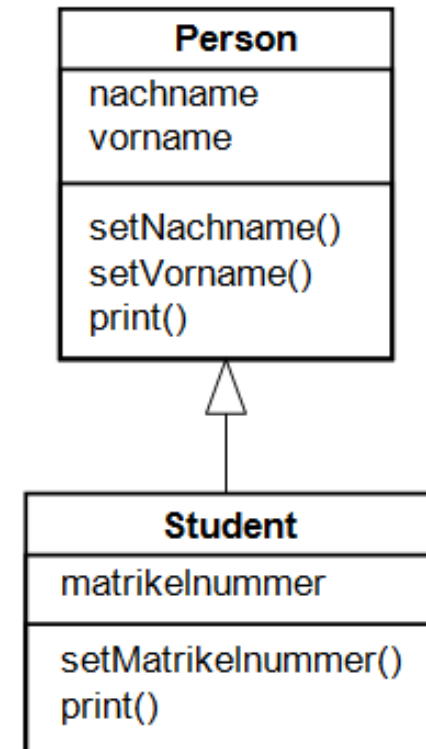 Person
nachname
vorname
setNachname()
setVorname()
print()
Student
matrikelnummer
setMatrikelnummer()
print()